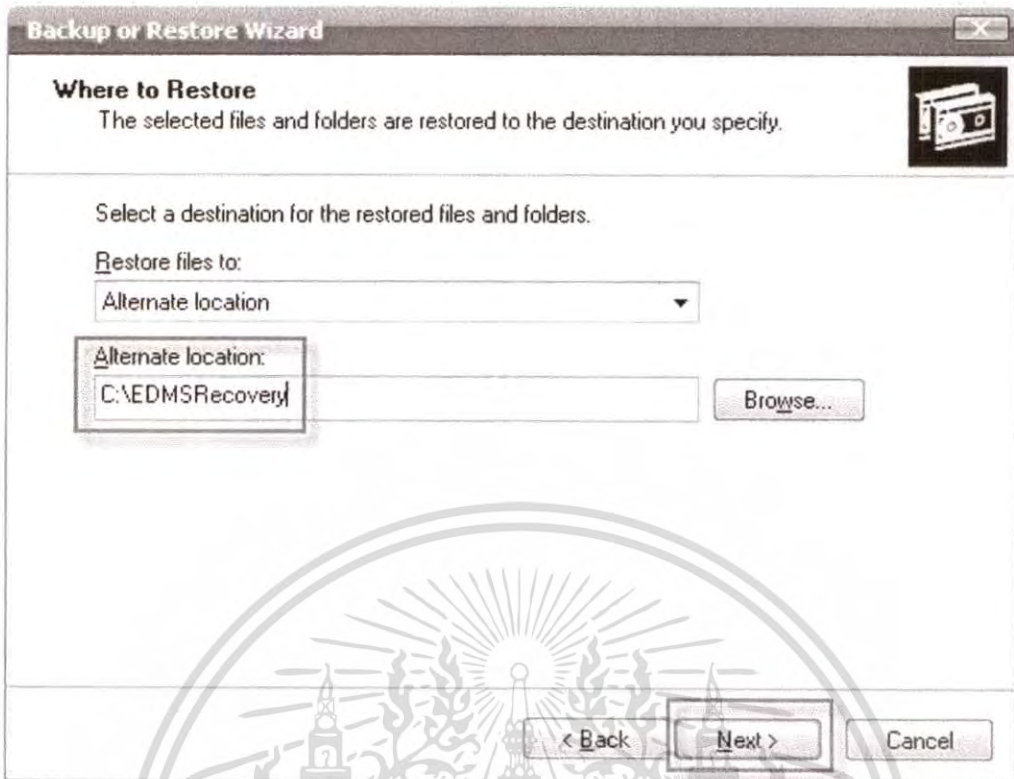 Backup or Restore Wizard
Where to Restore
The selected files and folders are restored to the destination you specify.
Select a destination for the restored files and folders.
Restore files to:
Alternate location
Alternate location:
C:\EDMSRecovery
Browse...
< Back
Next >
Cancel